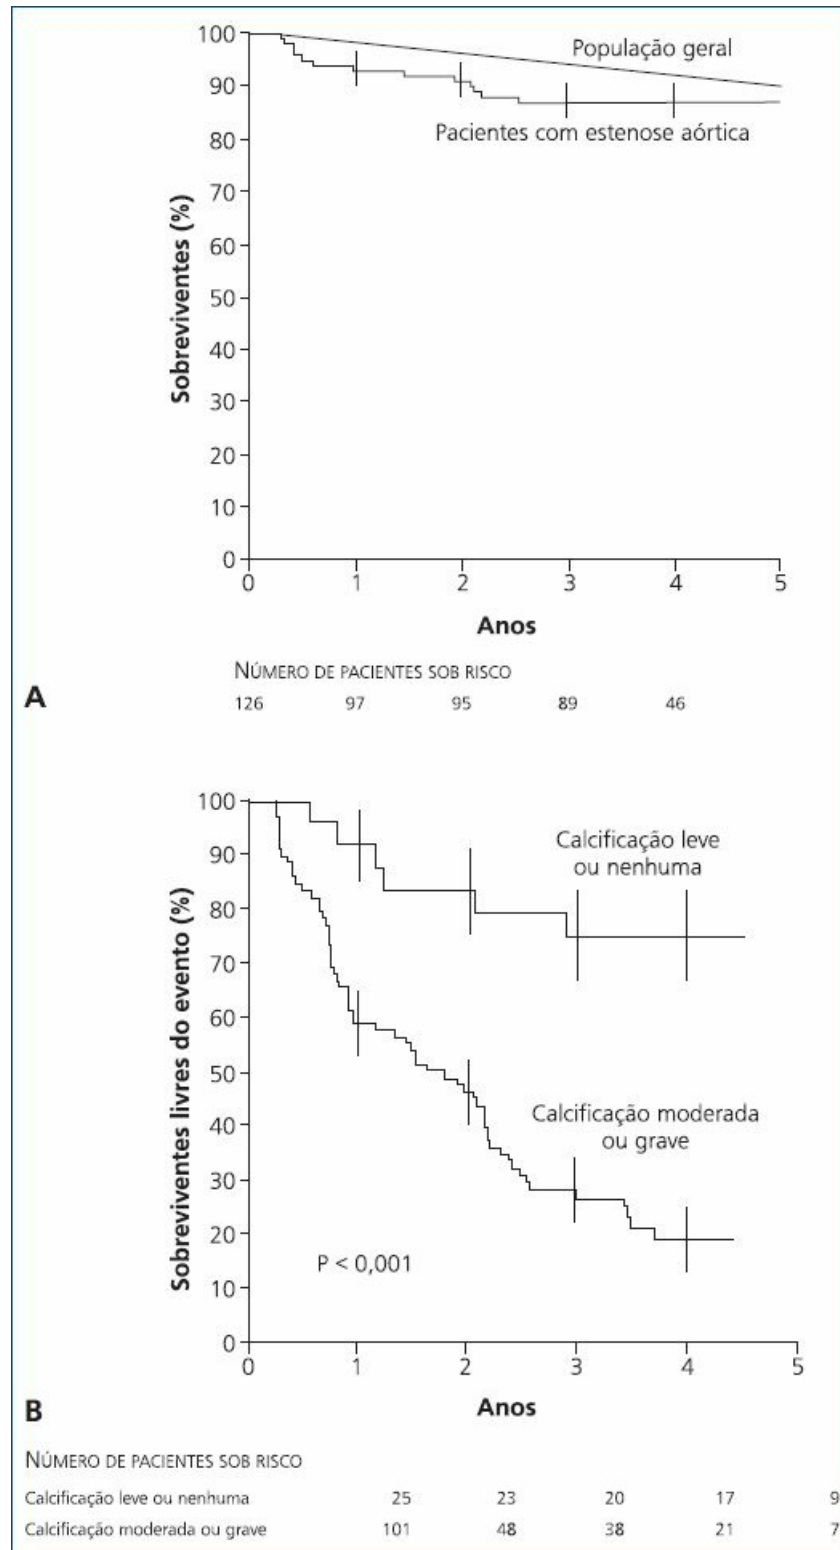 100
População geral
90
Pacientes com estenose aórtica
80
70
60
50
40
30
20
10
0
Sobreviventes (%)
0 1 2 3 4 5
Anos
NÚMERO DE PACIENTES SOB RISCO
A
126 97 95 89 46
100
Calcificação leve
ou nenhuma
90
80
70
60
50
Calcificação moderada
ou grave
40
30
20
P < 0,001
10
0
Sobreviventes livres do evento (%)
0 1 2 3 4 5
Anos
B
NÚMERO DE PACIENTES SOB RISCO
Calcificação leve ou nenhuma 25 23 20 17 9
Calcificação moderada ou grave 101 48 38 21 7